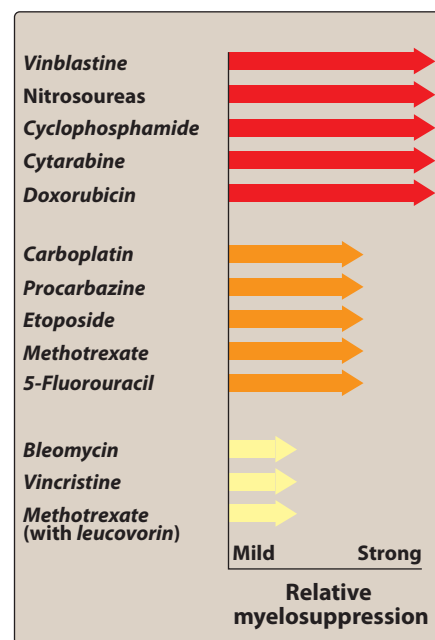 Vinblastine
Nitrosoureas
Cyclophosphamide
Cytarabine
Doxorubicin
Carboplatin
Procarbazine
Etoposide
Methotrexate
5-Fluorouracil
Bleomycin
Vincristine
Methotrexate
(with leucovorin)
Mild Strong
Relative
myelosuppression